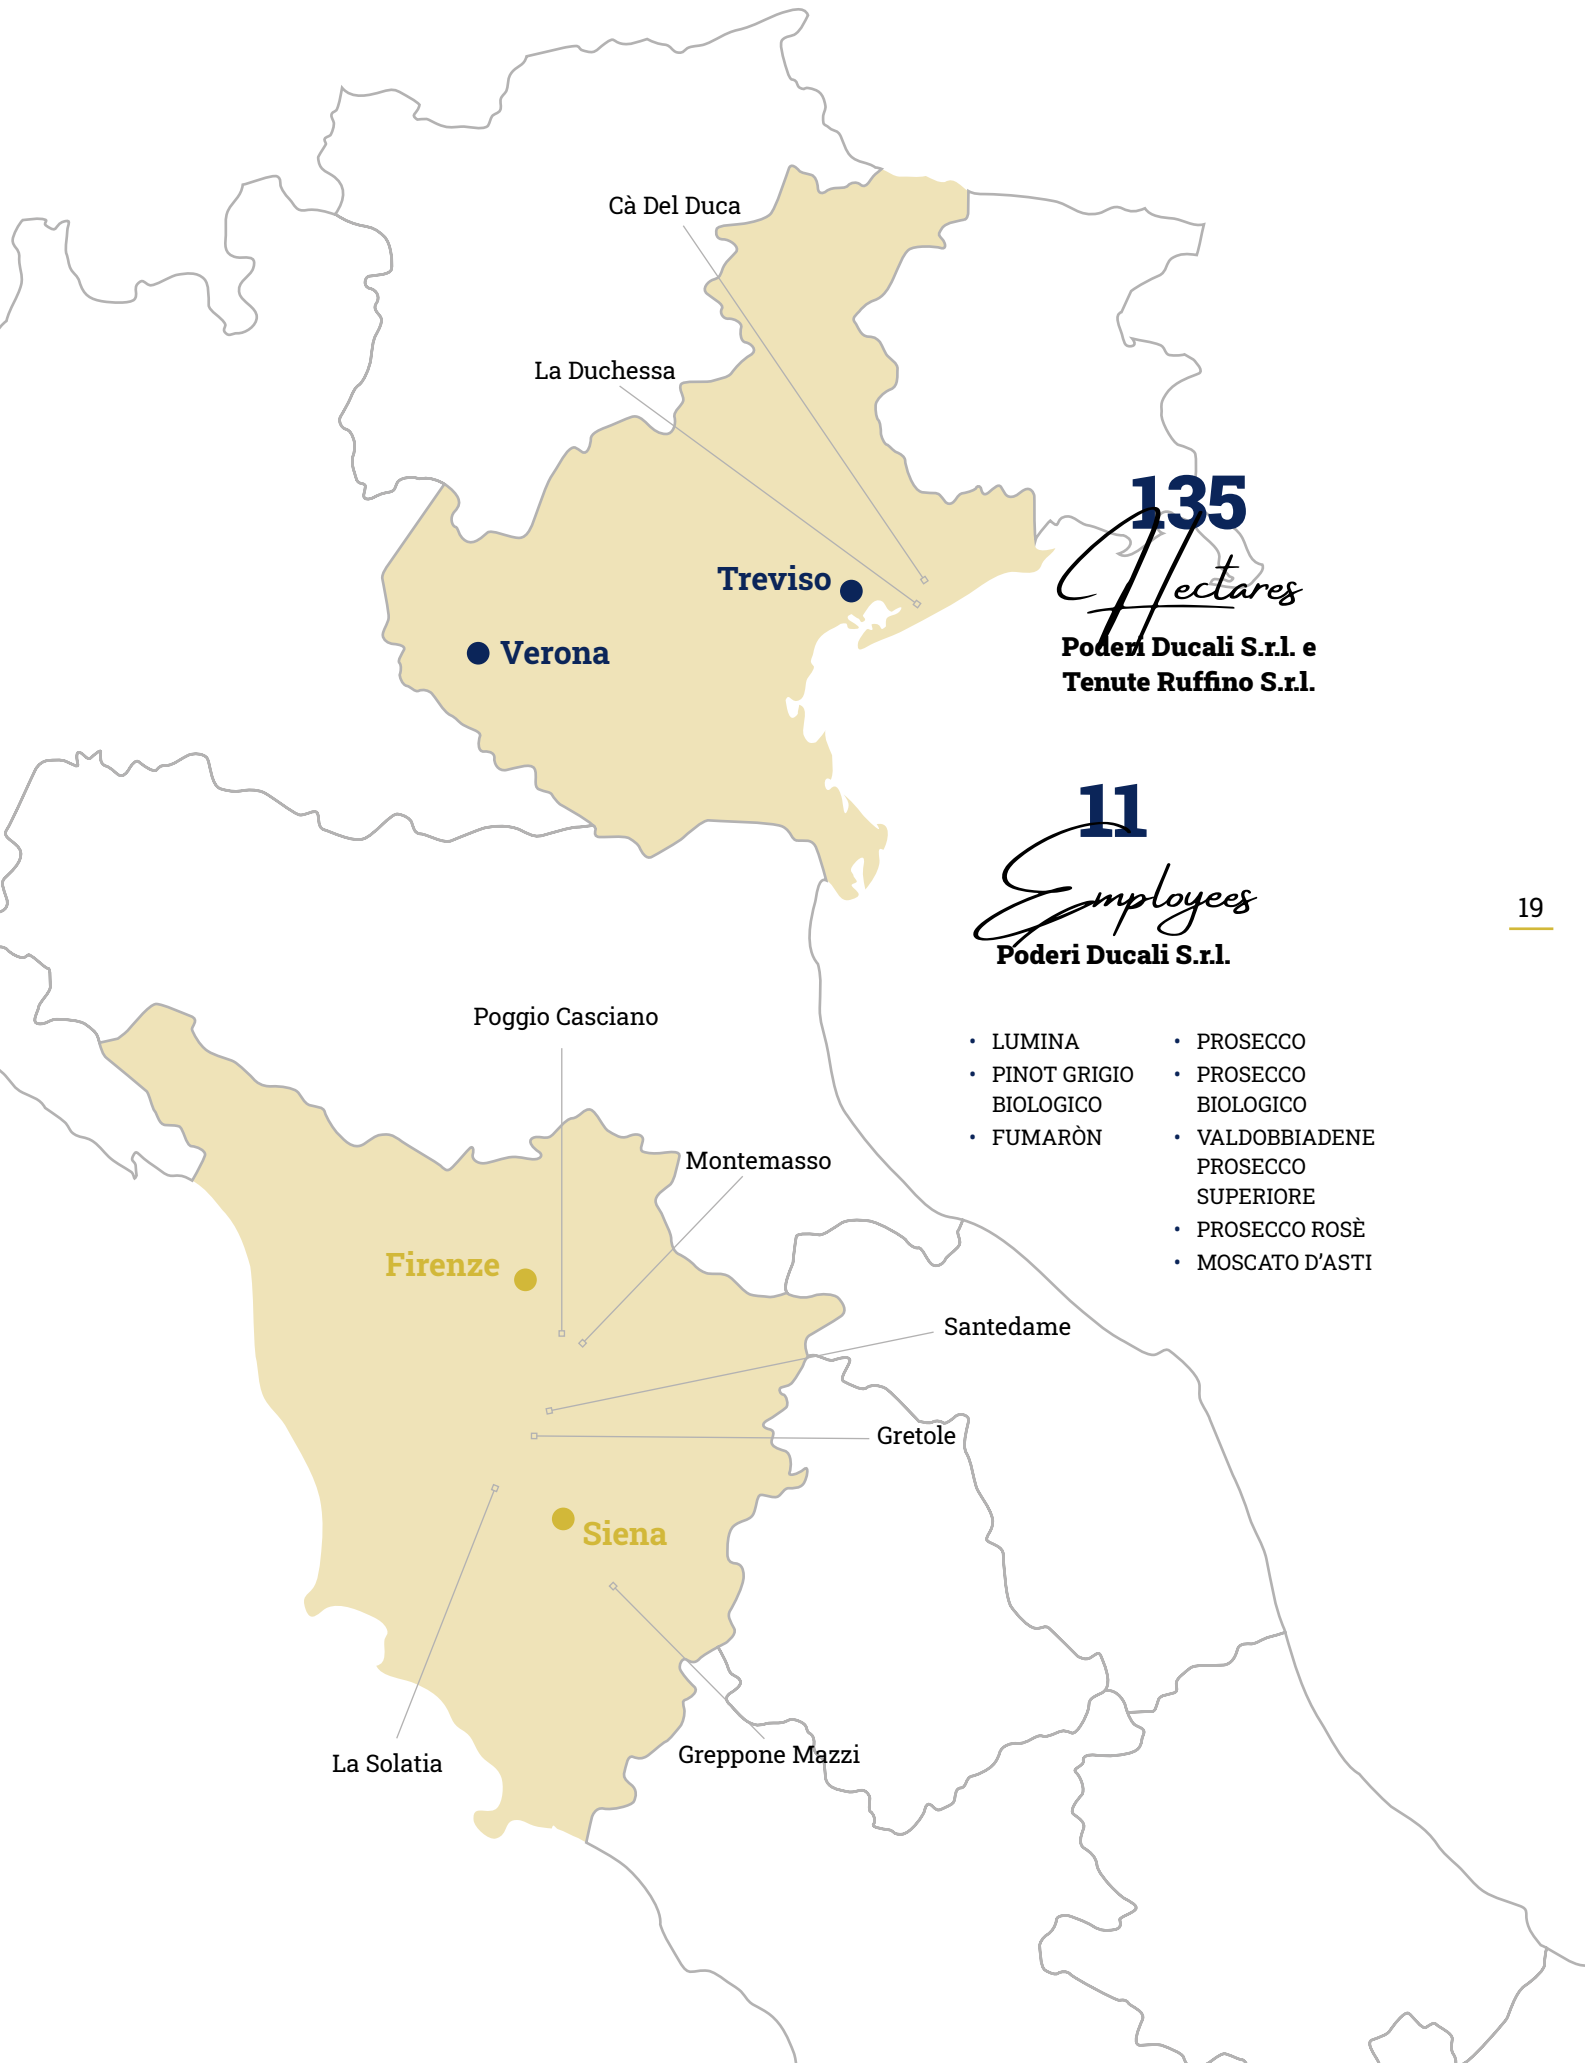 Cà Del Duca
La Duchessa
Treviso
Verona
135
Hectares
Poderi Ducali S.r.l. e
Tenute Ruffino S.r.l.
11
Employees
Poderi Ducali S.r.l.
19
• LUMINA
• PINOT GRIGIO
BIOLOGICO
• FUMARÒN
• PROSECCO
• PROSECCO
BIOLOGICO
• VALDOBBIADENE
PROSECCO
SUPERIORE
• PROSECCO ROSÈ
• MOSCATO D'ASTI
Poggio Casciano
Montemasso
Firenze
Santedame
Gretole
Siena
La Solatia
Greppone Mazzi